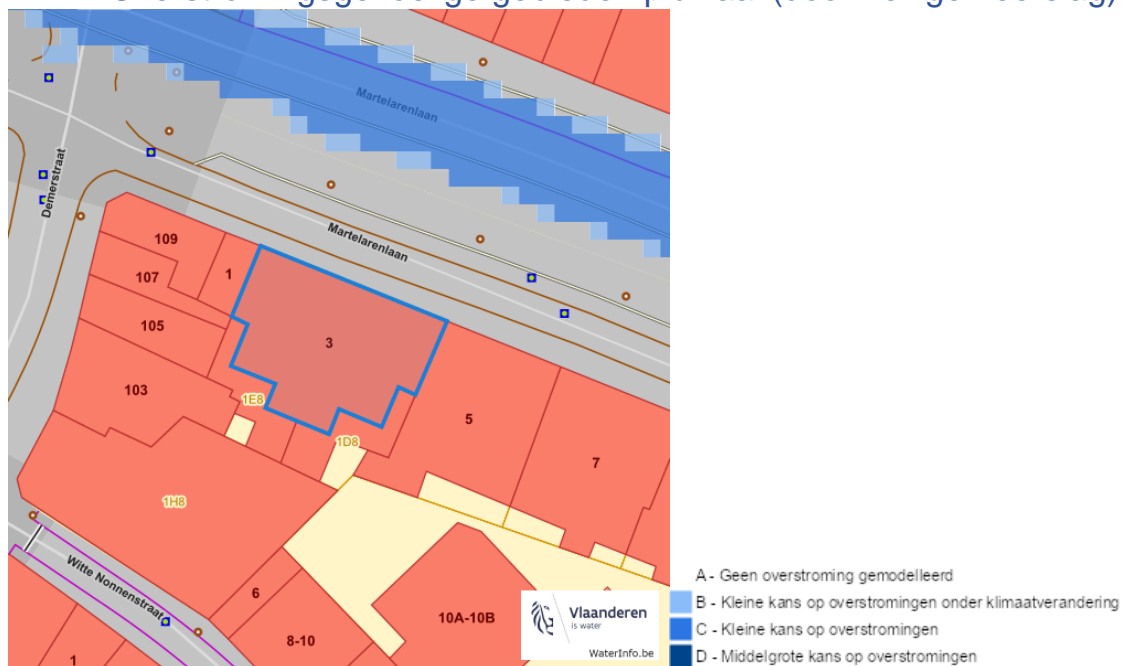 Martelarenlaan
Demerstraat
Martelarenlaan
109
107
1
105
3
103
1E8
1D8
5
7
1H8
Witte Nonnenstraat
6
8-10
10A-10B
1
Vlaanderen
is water
WaterInfo.be
A - Geen overstroming gemodelleerd
B - Kleine kans op overstromingen onder klimaatverandering
C - Kleine kans op overstromingen
D - Middelgrote kans op overstromingen